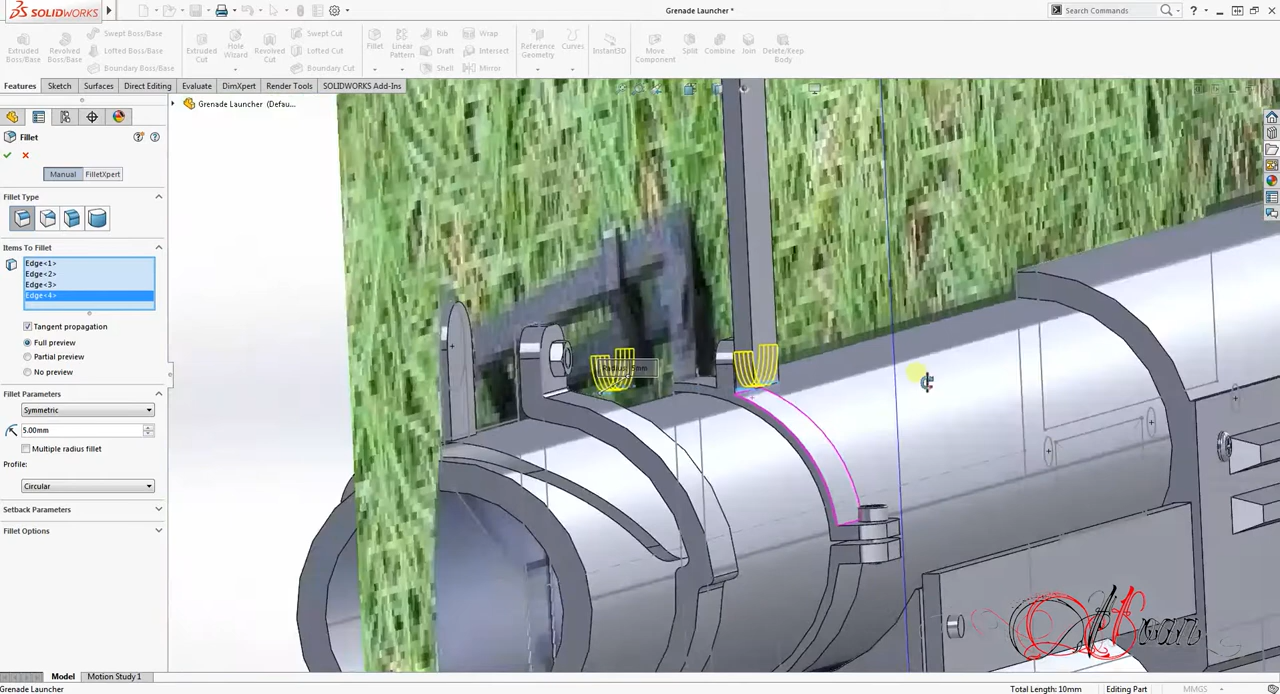 SOLIDWORKS
Grenade Launcher *
Search Commands
Extruded Boss/Base
Revolved Boss/Base
Swept Boss/Base
Lofted Boss/Base
Boundary Boss/Base
Extruded Cut
Hole Wizard
Revolved Cut
Swept Cut
Lofted Cut
Boundary Cut
Fillet
Linear Pattern
Rib
Draft
Shell
Wrap
Intersect
Mirror
Reference Geometry
Curves
Instant3D
Move Component
Split
Combine
Join
Delete/Keep Body
Features
Sketch
Surfaces
Direct Editing
Evaluate
DimXpert
Render Tools
SOLIDWORKS Add-Ins
Grenade Launcher (Defau...
Fillet
Manual
FilletXpert
Fillet Type
Items To Fillet
Edge<1>
Edge<2>
Edge<3>
Edge<4>
Tangent propagation
Full preview
Partial preview
No preview
Fillet Parameters
Symmetric
5.00mm
Multiple radius fillet
Profile:
Circular
Setback Parameters
Fillet Options
Model
Motion Study 1
Grenade Launcher
Total Length: 10mm
Editing Part
MMGS